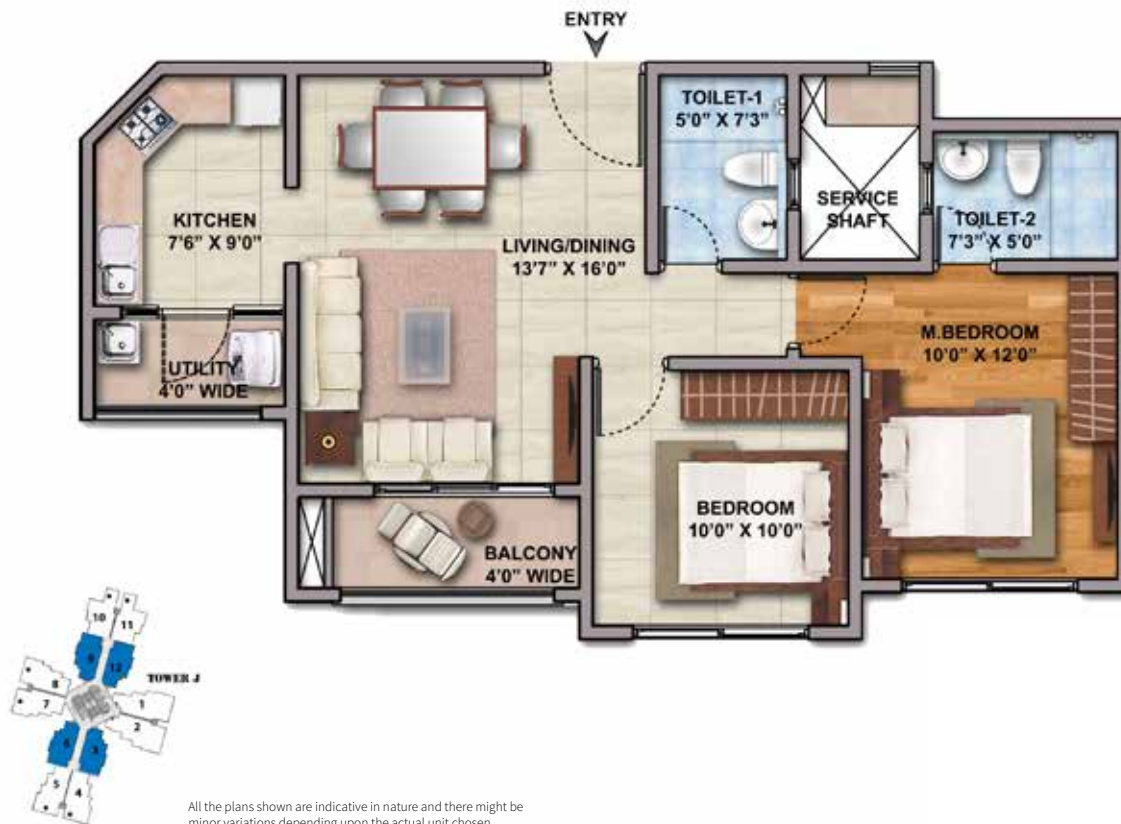 ENTRY
TOILET-1
5'0” X 7'3”
KITCHEN
7'6” X 9'0”
LIVING/DINING
13'7” X 16'0”
SERVICE
SHAFT
TOILET-2
7'3” X 5'0”
M.BEDROOM
10'0” X 12'0”
UTILITY
4'0” WIDE
BEDROOM
10'0” X 10'0”
BALCONY
4'0” WIDE
10
11
9
12
TOWER J
8
7
1
2
6
3
5
4
All the plans shown are indicative in nature and there might be
minor variations depending upon the actual unit chosen